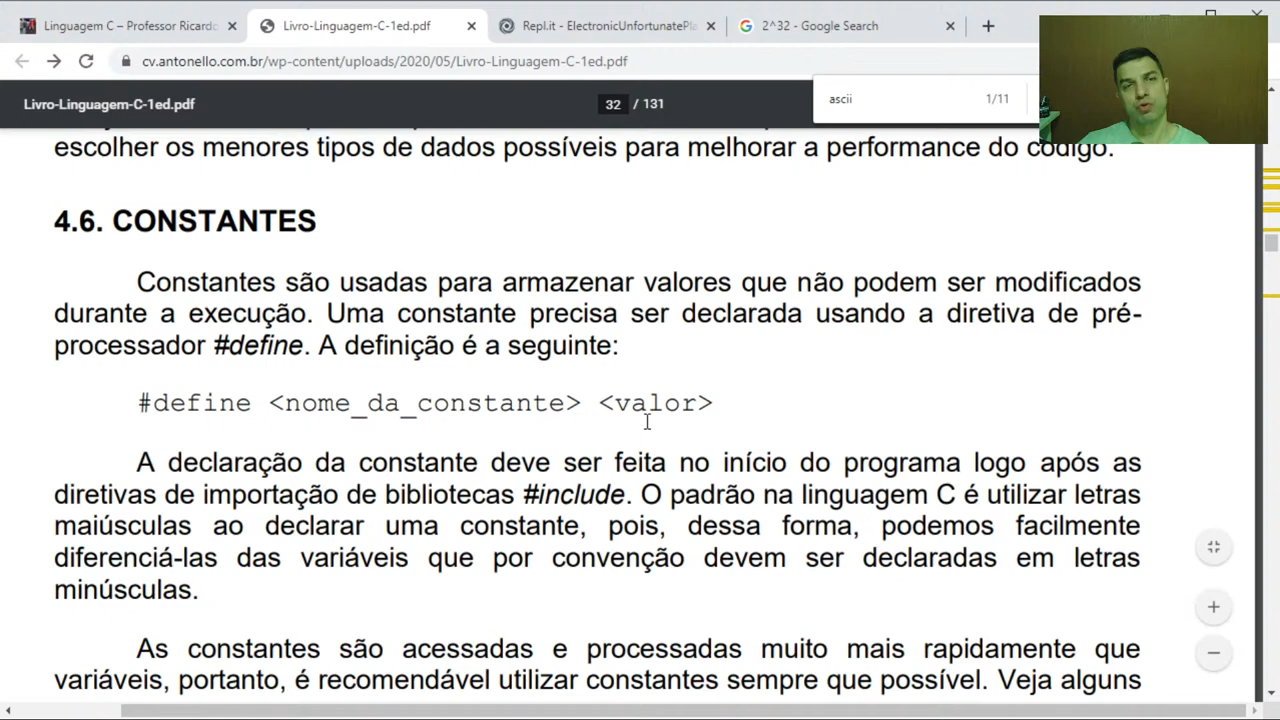 Linguagem C – Professor Ricardo
Livro-Linguagem-C-1ed.pdf
Repl.it - ElectronicUnfortunatePla
2^32 - Google Search
cv.antonello.com.br/wp-content/uploads/2020/05/Livro-Linguagem-C-1ed.pdf
Livro-Linguagem-C-1ed.pdf
32 / 131
ascii
1/11
escolher os menores tipos de dados possíveis para melhorar a performance do código.
4.6. CONSTANTES
Constantes são usadas para armazenar valores que não podem ser modificados
durante a execução. Uma constante precisa ser declarada usando a diretiva de pré-
processador #define. A definição é a seguinte:
#define <nome_da_constante> <valor>
A declaração da constante deve ser feita no início do programa logo após as
diretivas de importação de bibliotecas #include. O padrão na linguagem C é utilizar letras
maiúsculas ao declarar uma constante, pois, dessa forma, podemos facilmente
diferenciá-las das variáveis que por convenção devem ser declaradas em letras
minúsculas.
As constantes são acessadas e processadas muito mais rapidamente que
variáveis, portanto, é recomendável utilizar constantes sempre que possível. Veja alguns